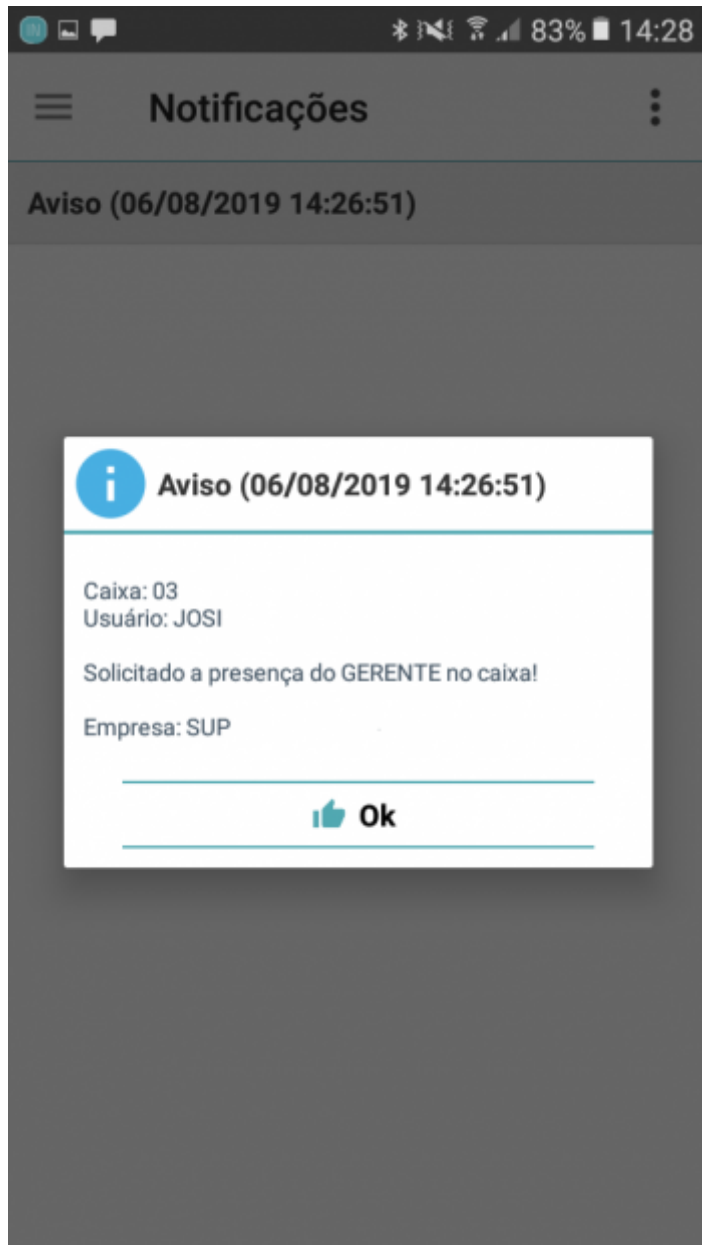 IN
83% 14:28
Notificações
Aviso (06/08/2019 14:26:51)
Aviso (06/08/2019 14:26:51)
Caixa: 03
Usuário: JOSI
Solicitado a presença do GERENTE no caixa!
Empresa: SUP
Ok